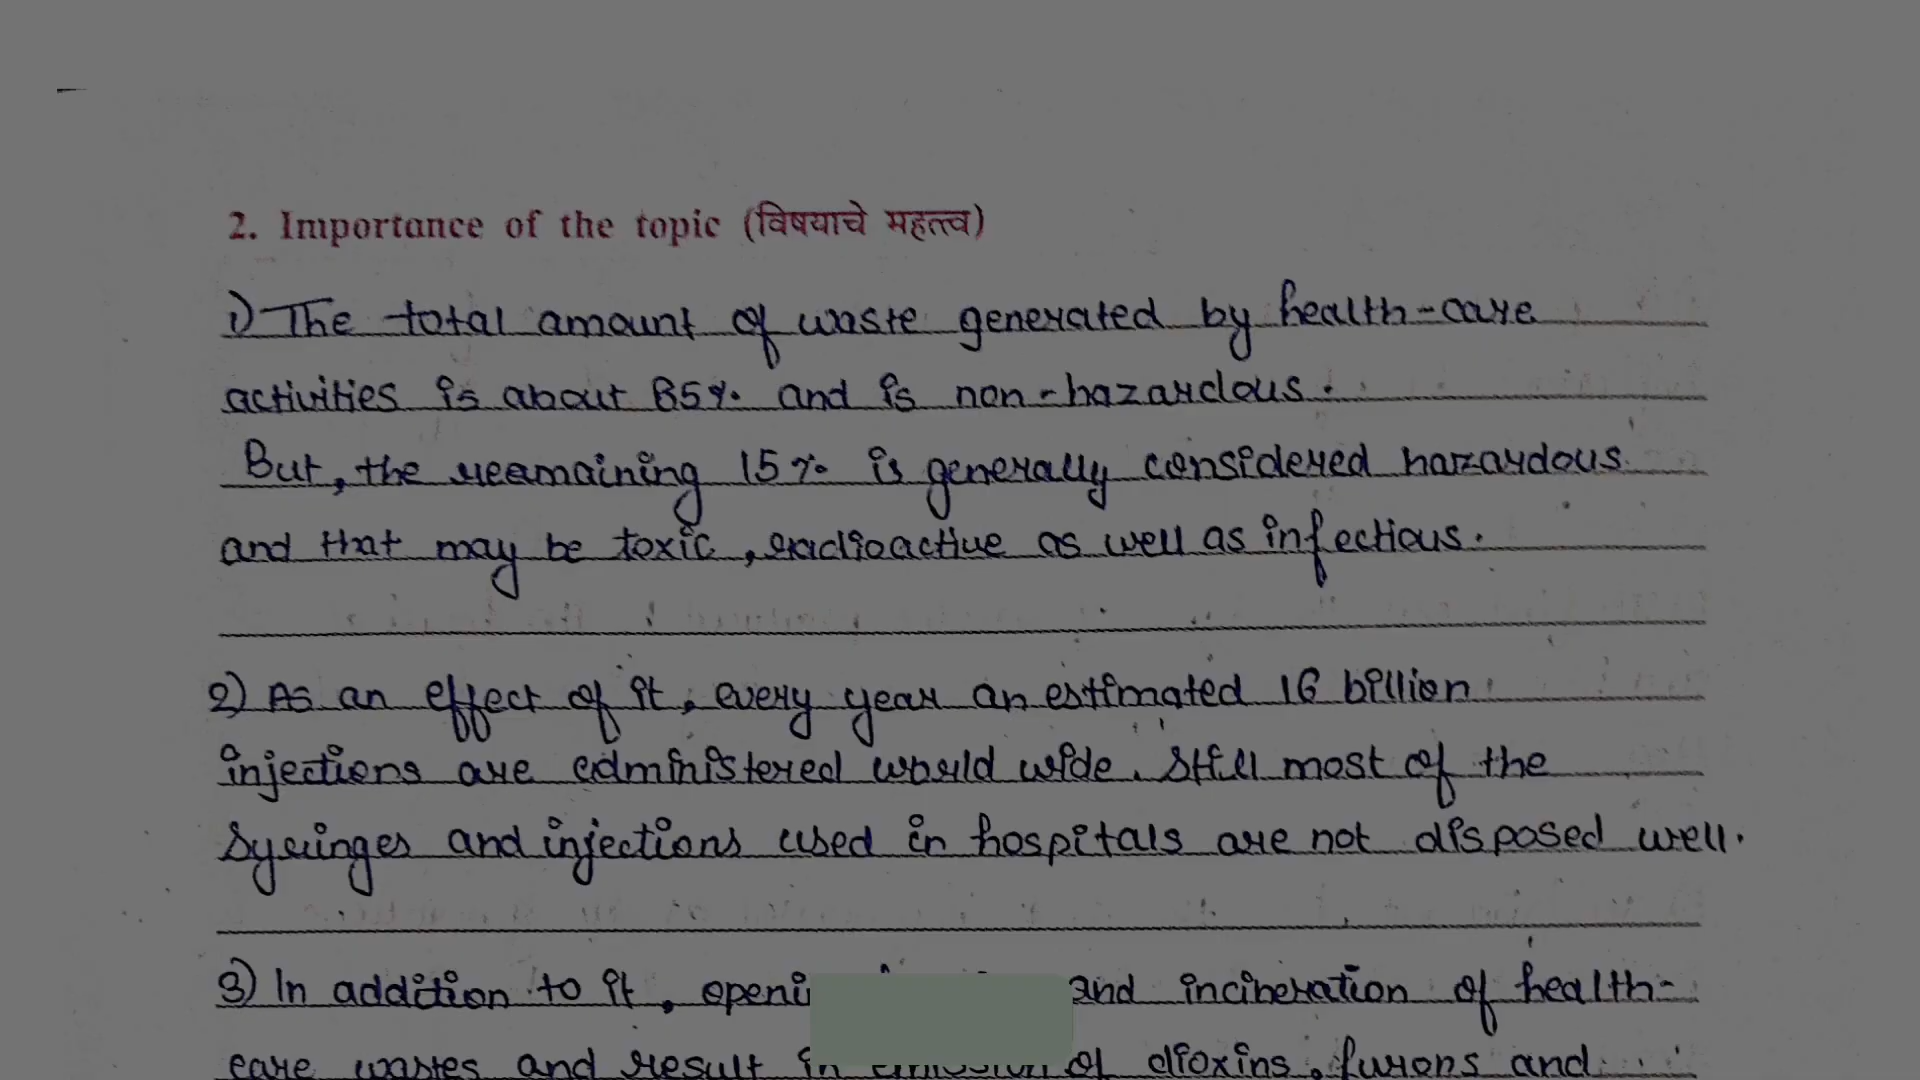 2. Importance of the topic (विषयाचे महत्त्व)
1) The total amount of waste generated by health-care
activities is about 85% and is non-hazardous.
But, the reemaining 15% is generally considered hazardous
and that may be toxic, radioactive as well as infectious.
2) As an effect of it, every year an estimated 16 billion
injections are edministered world wide. Still most of the
syringes and injections used in hospitals are not disposed well.
3) In addition to it, and incineration of health-
care wastes and result in of dioxins, furons and